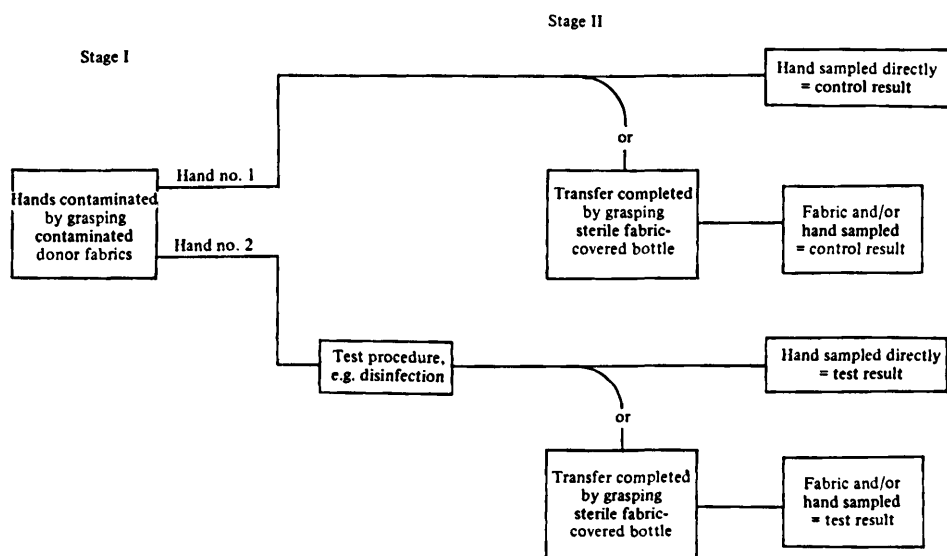 Stage I
Stage II
Hands contaminated
by grasping
contaminated
donor fabrics
Hand no. 1
Hand no. 2
Hand sampled directly
= control result
or
Transfer completed
by grasping
sterile fabric-
covered bottle
Fabric and/or
hand sampled
= control result
Test procedure,
e.g. disinfection
Hand sampled directly
= test result
or
Transfer completed
by grasping
sterile fabric-
covered bottle
Fabric and/or
hand sampled
= test result